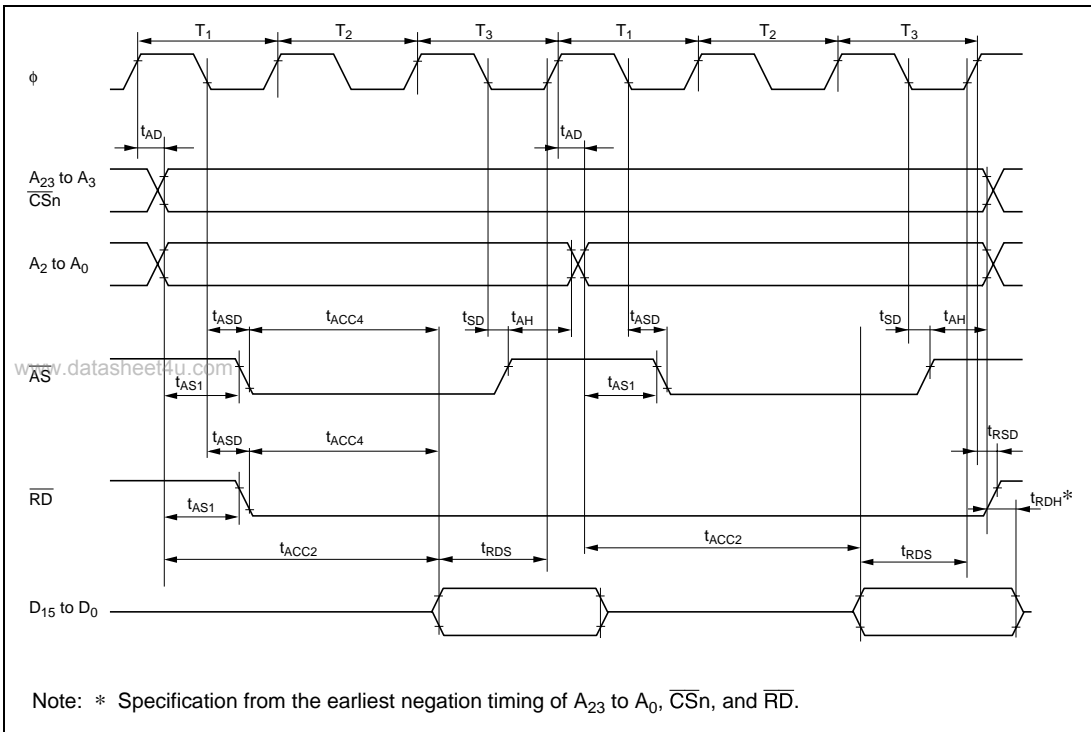 T1 T2 T3 T1 T2 T3
φ
tAD tAD
A23 to A3
CSn
A2 to A0
tASD tACC4 tSD tAH tASD tSD tAH
www.datasheet4u.com
AS
tAS1 tAS1
tASD tACC4 tRSD
RD
tAS1 tRDH*
tACC2 tRDS tACC2 tRDS
D15 to D0
Note: * Specification from the earliest negation timing of A23 to A0, CSn, and RD.